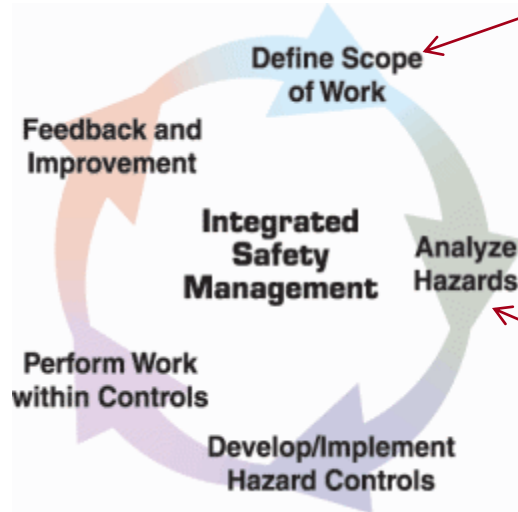 Define Scope
of Work
Feedback and
Improvement
Integrated
Safety
Management
Analyze
Hazards
Perform Work
within Controls
Develop/Implement
Hazard Controls